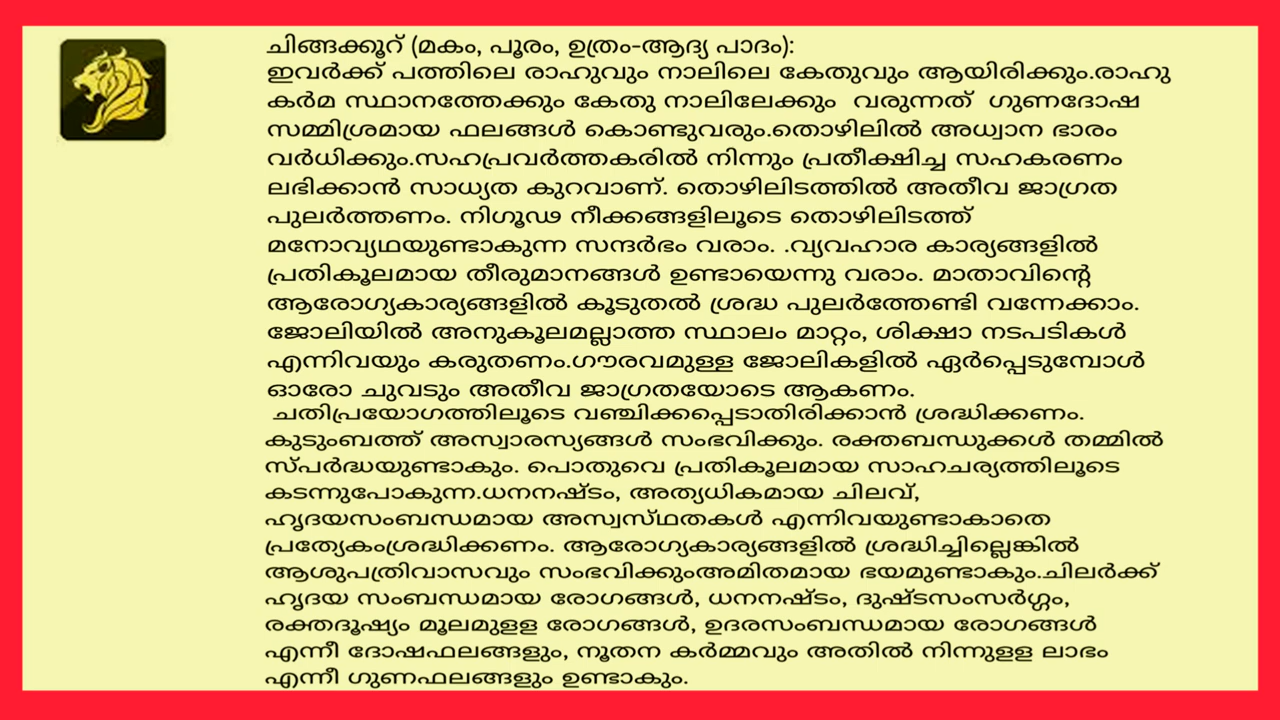 ചിങ്ങക്കൂറ് (മകം, പൂരം, ഉത്രം-ആദ്യ പാദം):
ഇവർക്ക് പത്തിലെ രാഹുവും നാലിലെ കേതുവും ആയിരിക്കും.രാഹു
കർമ സ്ഥാനത്തേക്കും കേതു നാലിലേക്കും വരുന്നത് ഗുണദോഷ
സമ്മിശ്രമായ ഫലങ്ങൾ കൊണ്ടുവരും.തൊഴിലിൽ അധ്വാന ഭാരം
വർധിക്കും.സഹപ്രവർത്തകരിൽ നിന്നും പ്രതീക്ഷിച്ച സഹകരണം
ലഭിക്കാൻ സാധ്യത കുറവാണ്. തൊഴിലിടത്തിൽ അതീവ ജാഗ്രത
പുലർത്തണം. നിഗൂഢ നീക്കങ്ങളിലൂടെ തൊഴിലിടത്ത്
മനോവ്യഥയുണ്ടാകുന്ന സന്ദർഭം വരാം. .വ്യവഹാര കാര്യങ്ങളിൽ
പ്രതികൂലമായ തീരുമാനങ്ങൾ ഉണ്ടായെന്നു വരാം. മാതാവിന്റെ
ആരോഗ്യകാര്യങ്ങളിൽ കൂടുതൽ ശ്രദ്ധ പുലർത്തേണ്ടി വന്നേക്കാം.
ജോലിയിൽ അനുകൂലമല്ലാത്ത സ്ഥാലം മാറ്റം, ശിക്ഷാ നടപടികൾ
എന്നിവയും കരുതണം.ഗൗരവമുള്ള ജോലികളിൽ ഏർപ്പെടുമ്പോൾ
ഓരോ ചുവടും അതീവ ജാഗ്രതയോടെ ആകണം.
ചതിപ്രയോഗത്തിലൂടെ വഞ്ചിക്കപ്പെടാതിരിക്കാൻ ശ്രദ്ധിക്കണം.
കുടുംബത്ത് അസ്വാരസ്യങ്ങൾ സംഭവിക്കും. രക്തബന്ധുക്കൾ തമ്മിൽ
സ്പർദ്ധയുണ്ടാകും. പൊതുവെ പ്രതികൂലമായ സാഹചര്യത്തിലൂടെ
കടന്നുപോകുന്ന.ധനനഷ്ടം, അത്യധികമായ ചിലവ്,
ഹൃദയസംബന്ധമായ അസ്വസ്ഥതകൾ എന്നിവയുണ്ടാകാതെ
പ്രത്യേകംശ്രദ്ധിക്കണം. ആരോഗ്യകാര്യങ്ങളിൽ ശ്രദ്ധിച്ചില്ലെങ്കിൽ
ആശുപത്രിവാസവും സംഭവിക്കുംഅമിതമായ ഭയമുണ്ടാകും.ചിലർക്ക്
ഹൃദയ സംബന്ധമായ രോഗങ്ങൾ, ധനനഷ്ടം, ദുഷ്ടസംസർഗ്ഗം,
രക്തദൂഷ്യം മൂലമുളള രോഗങ്ങൾ, ഉദരസംബന്ധമായ രോഗങ്ങൾ
എന്നീ ദോഷഫലങ്ങളും, നൂതന കർമ്മവും അതിൽ നിന്നുളള ലാഭം
എന്നീ ഗുണഫലങ്ങളും ഉണ്ടാകും.